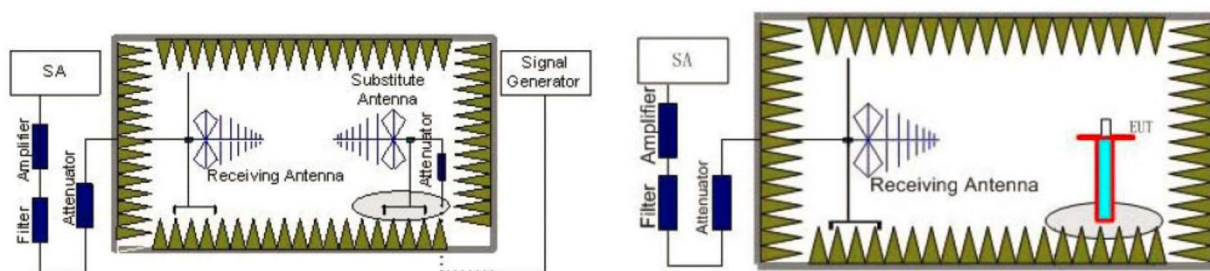 SA
Amplifier
Filter
Attenuator
Receiving Antenna
Substitute
Antenna
Attenuator
Signal
Generator
SA
Amplifier
Filter
Attenuator
Receiving Antenna
EUT